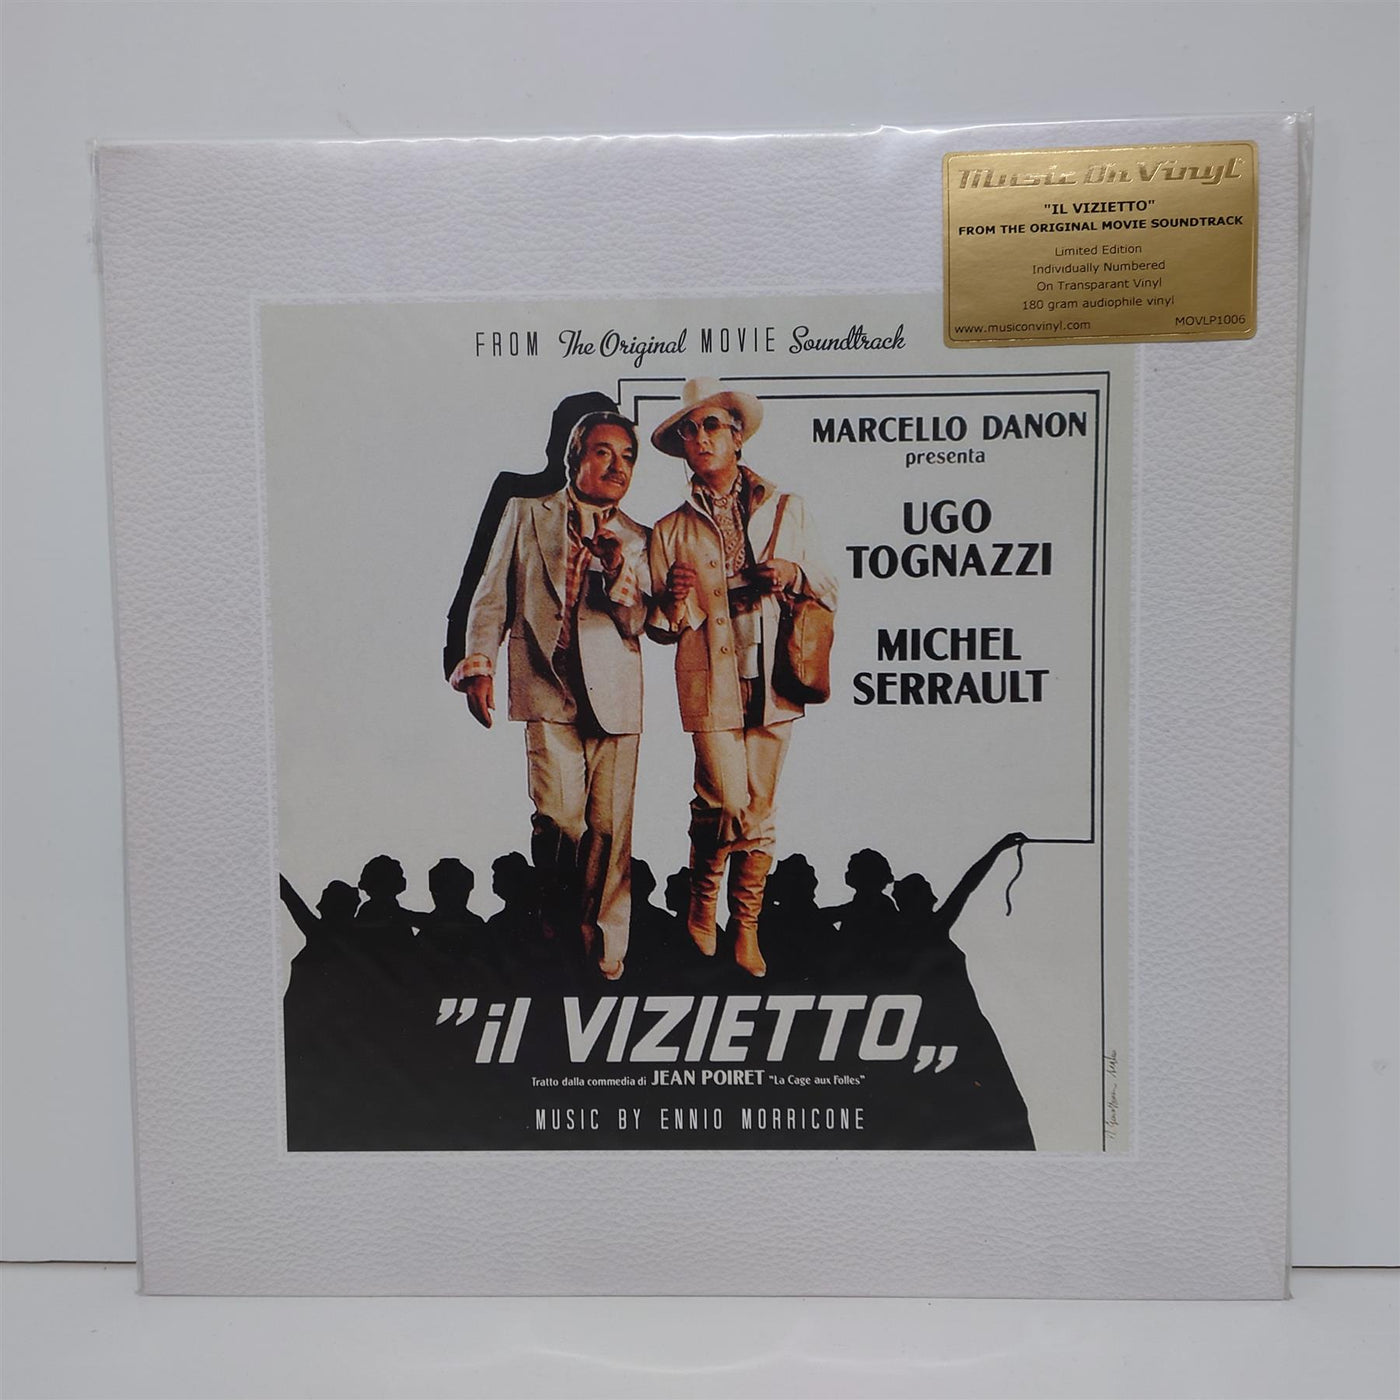 Music On Vinyl
"IL VIZIETTO"
FROM THE ORIGINAL MOVIE SOUNDTRACK
Limited Edition
Individually Numbered
On Transparant Vinyl
180 gram audiophile vinyl
www.musiconvinyl.com MOVLP1006
FROM The Original MOVIE Soundtrack
MARCELLO DANON
presenta
UGO
TOGNAZZI
MICHEL
SERRAULT
"il VIZIETTO„
Tratto dalla commedia di JEAN POIRET "La Cage aux Folles"
MUSIC BY ENNIO MORRICONE